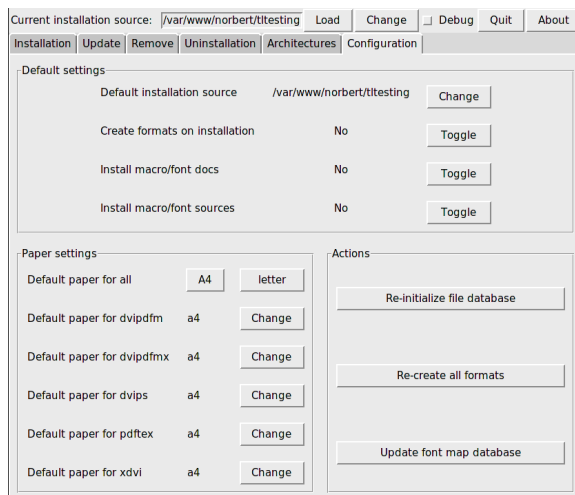 Current installation source: /var/www/norbert/tltesting Load Change Debug Quit About
Installation Update Remove Uninstallation Architectures Configuration
Default settings
Default installation source /var/www/norbert/tltesting Change
Create formats on installation No Toggle
Install macro/font docs No Toggle
Install macro/font sources No Toggle
Paper settings
Default paper for all A4 letter
Default paper for dvipdfm a4 Change
Default paper for dvipdfmx a4 Change
Default paper for dvips a4 Change
Default paper for pdftex a4 Change
Default paper for xdvi a4 Change
Actions
Re-initialize file database
Re-create all formats
Update font map database